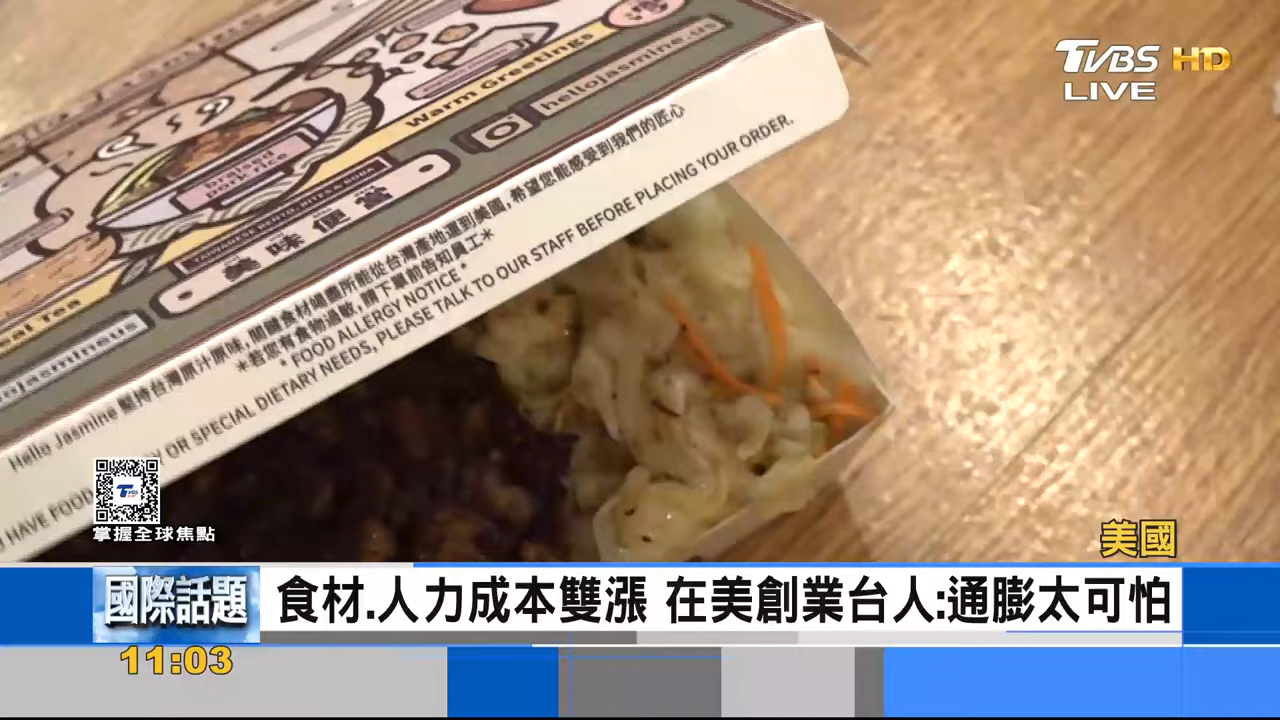 TVBS HD
LIVE
Warm Greetings
hellojasmine.us
braised
pork rice
TAIWANESE BENTO, BITES & BOBA
美味便當
Hello Jasmine 堅持台灣原汁原味, 關鍵食材竭盡所能從台灣產地運到美國, 希望您能感受到我們的匠心
*若您有食物過敏, 請下單前告知員工*
* FOOD ALLERGY NOTICE *
HAVE FOOD
OR SPECIAL DIETARY NEEDS, PLEASE TALK TO OUR STAFF BEFORE PLACING YOUR ORDER.
TVBS
掌握全球焦點
美國
國際話題
食材.人力成本雙漲 在美創業台人:通膨太可怕
11:03